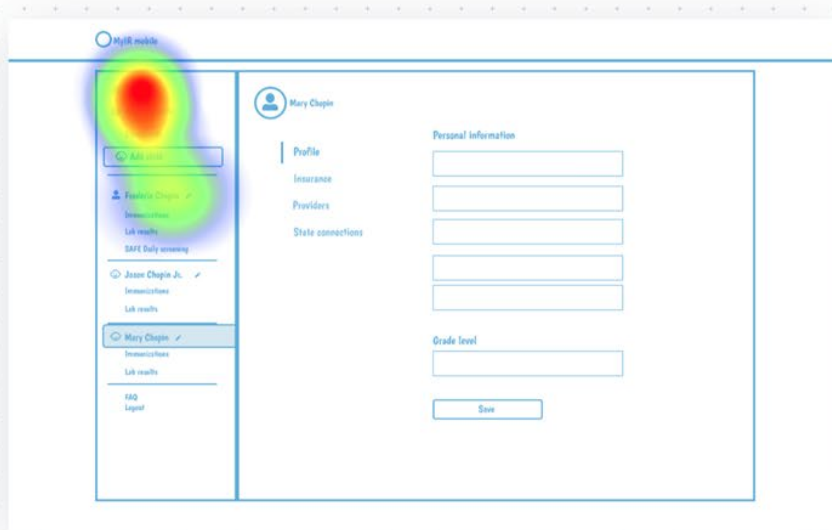 MyIR mobile
Mary Chopin
Personal information
Profile
Insurance
Providers
State connections
Add
Chopin
Immunizations
Lab results
SAFE Daily screening
Jason Chopin Jr.
Immunizations
Lab results
Mary Chopin
Immunizations
Lab results
FAQ
Logout
Grade level
Save